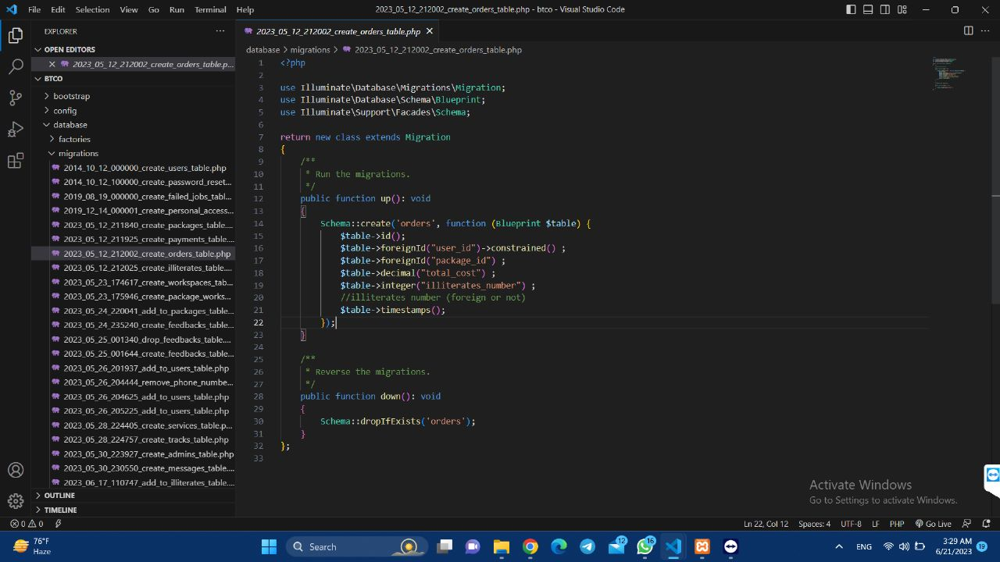 File Edit Selection View Go Run Terminal Help
2023_05_12_212002_create_orders_table.php - btco - Visual Studio Code
EXPLORER
OPEN EDITORS
2023_05_12_212002_create_orders_table.p...
BTCO
bootstrap
config
database
factories
migrations
2014_10_12_000000_create_users_table.php
2014_10_12_100000_create_password_reset...
2019_08_19_000000_create_failed_jobs_tabl...
2019_12_14_000001_create_personal_access...
2023_05_12_211840_create_packages_table....
2023_05_12_211925_create_payments_table....
2023_05_12_212002_create_orders_table.php
2023_05_12_212025_create_illiterates_table....
2023_05_23_174617_create_workspaces_tab...
2023_05_23_175946_create_package_works...
2023_05_24_220041_add_to_packages_table....
2023_05_24_235240_create_feedbacks_table....
2023_05_25_001340_drop_feedbacks_table....
2023_05_25_001644_create_feedbacks_table....
2023_05_26_201937_add_to_users_table.php
2023_05_26_204444_remove_phone_numbe...
2023_05_26_204625_add_to_users_table.php
2023_05_26_205225_add_to_users_table.php
2023_05_28_224405_create_services_table.p...
2023_05_28_224757_create_tracks_table.php
2023_05_30_223927_create_admins_table.php
2023_05_30_230550_create_messages_table....
2023_06_17_110747_add_to_illiterates_table....
OUTLINE
TIMELINE
2023_05_12_212002_create_orders_table.php
database > migrations > 2023_05_12_212002_create_orders_table.php
1 <?php
2
3 use Illuminate\Database\Migrations\Migration;
4 use Illuminate\Database\Schema\Blueprint;
5 use Illuminate\Support\Facades\Schema;
6
7 return new class extends Migration
8 {
9 /**
10 * Run the migrations.
11 */
12 public function up(): void
13 {
14 Schema::create('orders', function (Blueprint $table) {
15 $table->id();
16 $table->foreignId("user_id")->constrained() ;
17 $table->foreignId("package_id") ;
18 $table->decimal("total_cost") ;
19 $table->integer("illiterates_number") ;
20 //illiterates number (foreign or not)
21 $table->timestamps();
22 });
23 }
24
25 /**
26 * Reverse the migrations.
27 */
28 public function down(): void
29 {
30 Schema::dropIfExists('orders');
31 }
32 };
33
Activate Windows
Go to Settings to activate Windows.
0 0
Ln 22, Col 12 Spaces: 4 UTF-8 LF PHP Go Live
76°F
Haze
Search
12
16
ENG
3:29 AM
6/21/2023
19